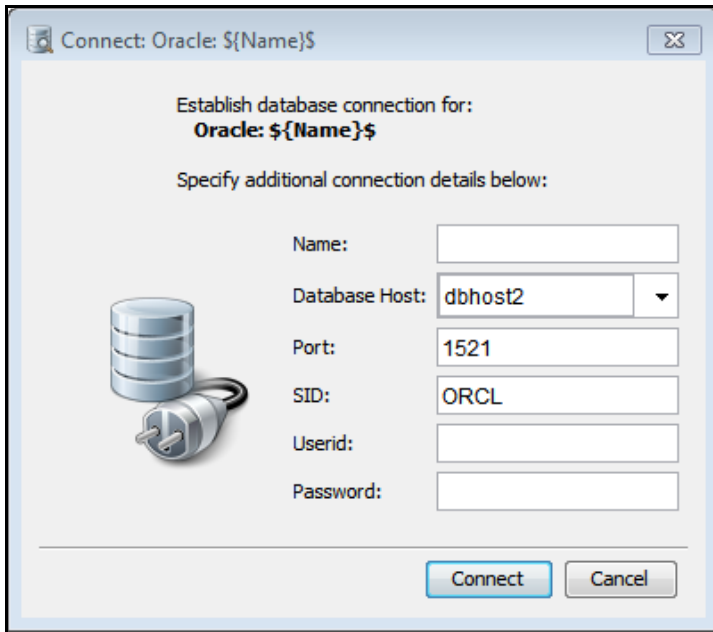 Connect: Oracle: ${Name}$
Establish database connection for:
Oracle: ${Name}$
Specify additional connection details below:
Name:
Database Host: dbhost2
Port: 1521
SID: ORCL
Userid:
Password:
Connect Cancel